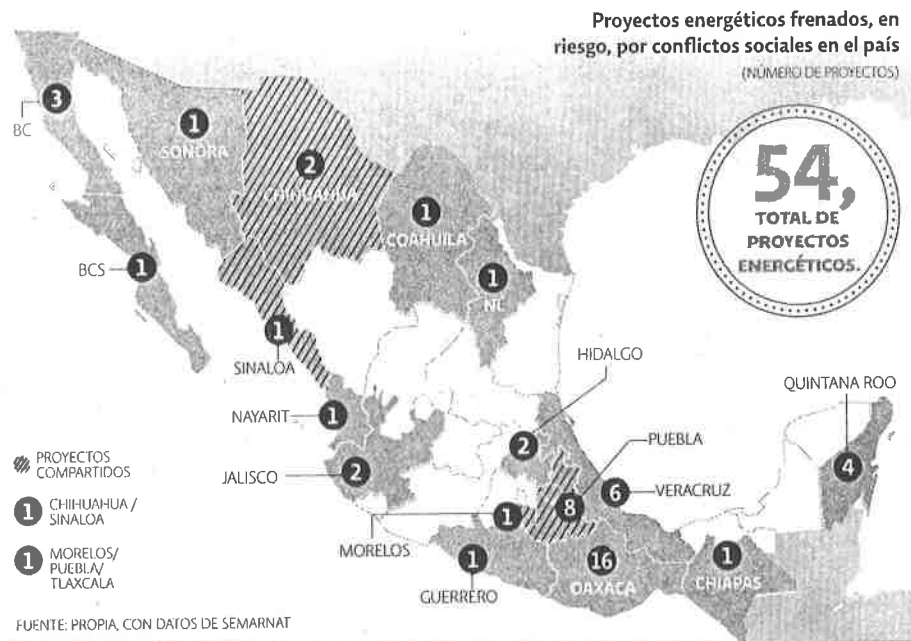 Proyectos energéticos frenados, en
riesgo, por conflictos sociales en el país
(NÚMERO DE PROYECTOS)
54,
TOTAL DE
PROYECTOS
ENERGÉTICOS.
3
BC
1
SONORA
2
CHIHUAHUA
1
COAHUILA
BCS
1
1
NL
1
SINALOA
HIDALGO
QUINTANA ROO
NAYARIT
1
2
PUEBLA
4
JALISCO
2
6
VERACRUZ
8
1
MORELOS
1
GUERRERO
16
OAXACA
1
CHIAPAS
PROYECTOS
COMPARTIDOS
1
CHIHUAHUA /
SINALOA
1
MORELOS/
PUEBLA/
TLAXCALA
FUENTE: PROPIA, CON DATOS DE SEMARNAT